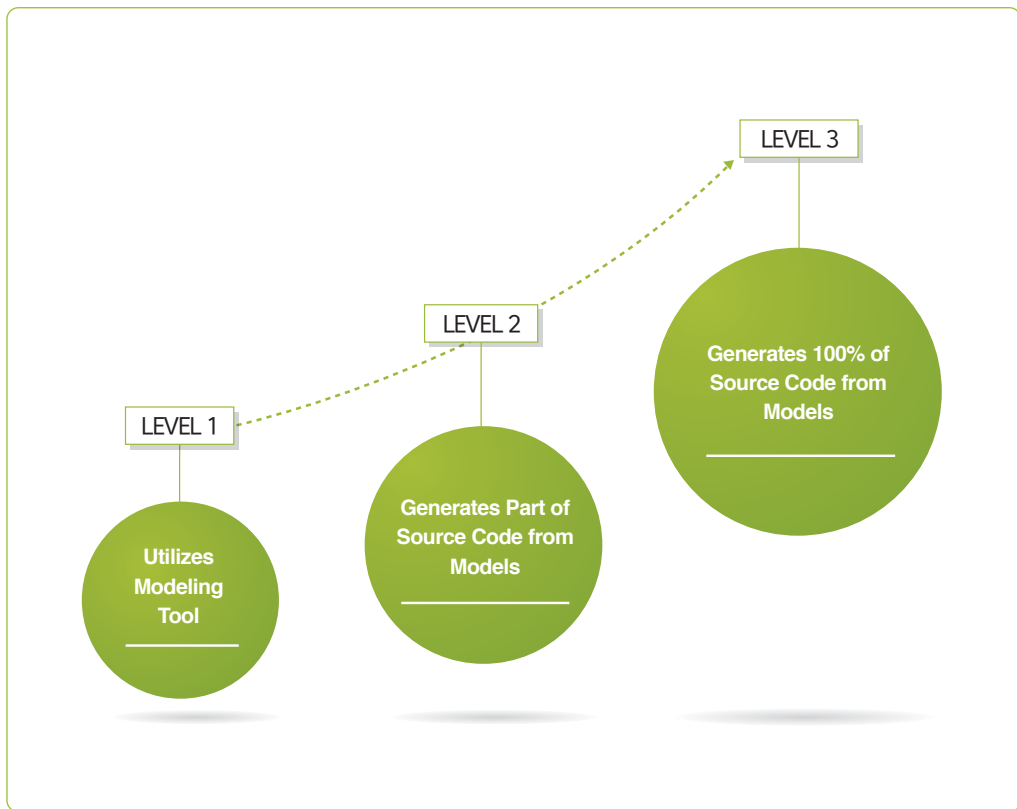 LEVEL 1
Utilizes
Modeling
Tool
LEVEL 2
Generates Part of
Source Code from
Models
LEVEL 3
Generates 100% of
Source Code from
Models